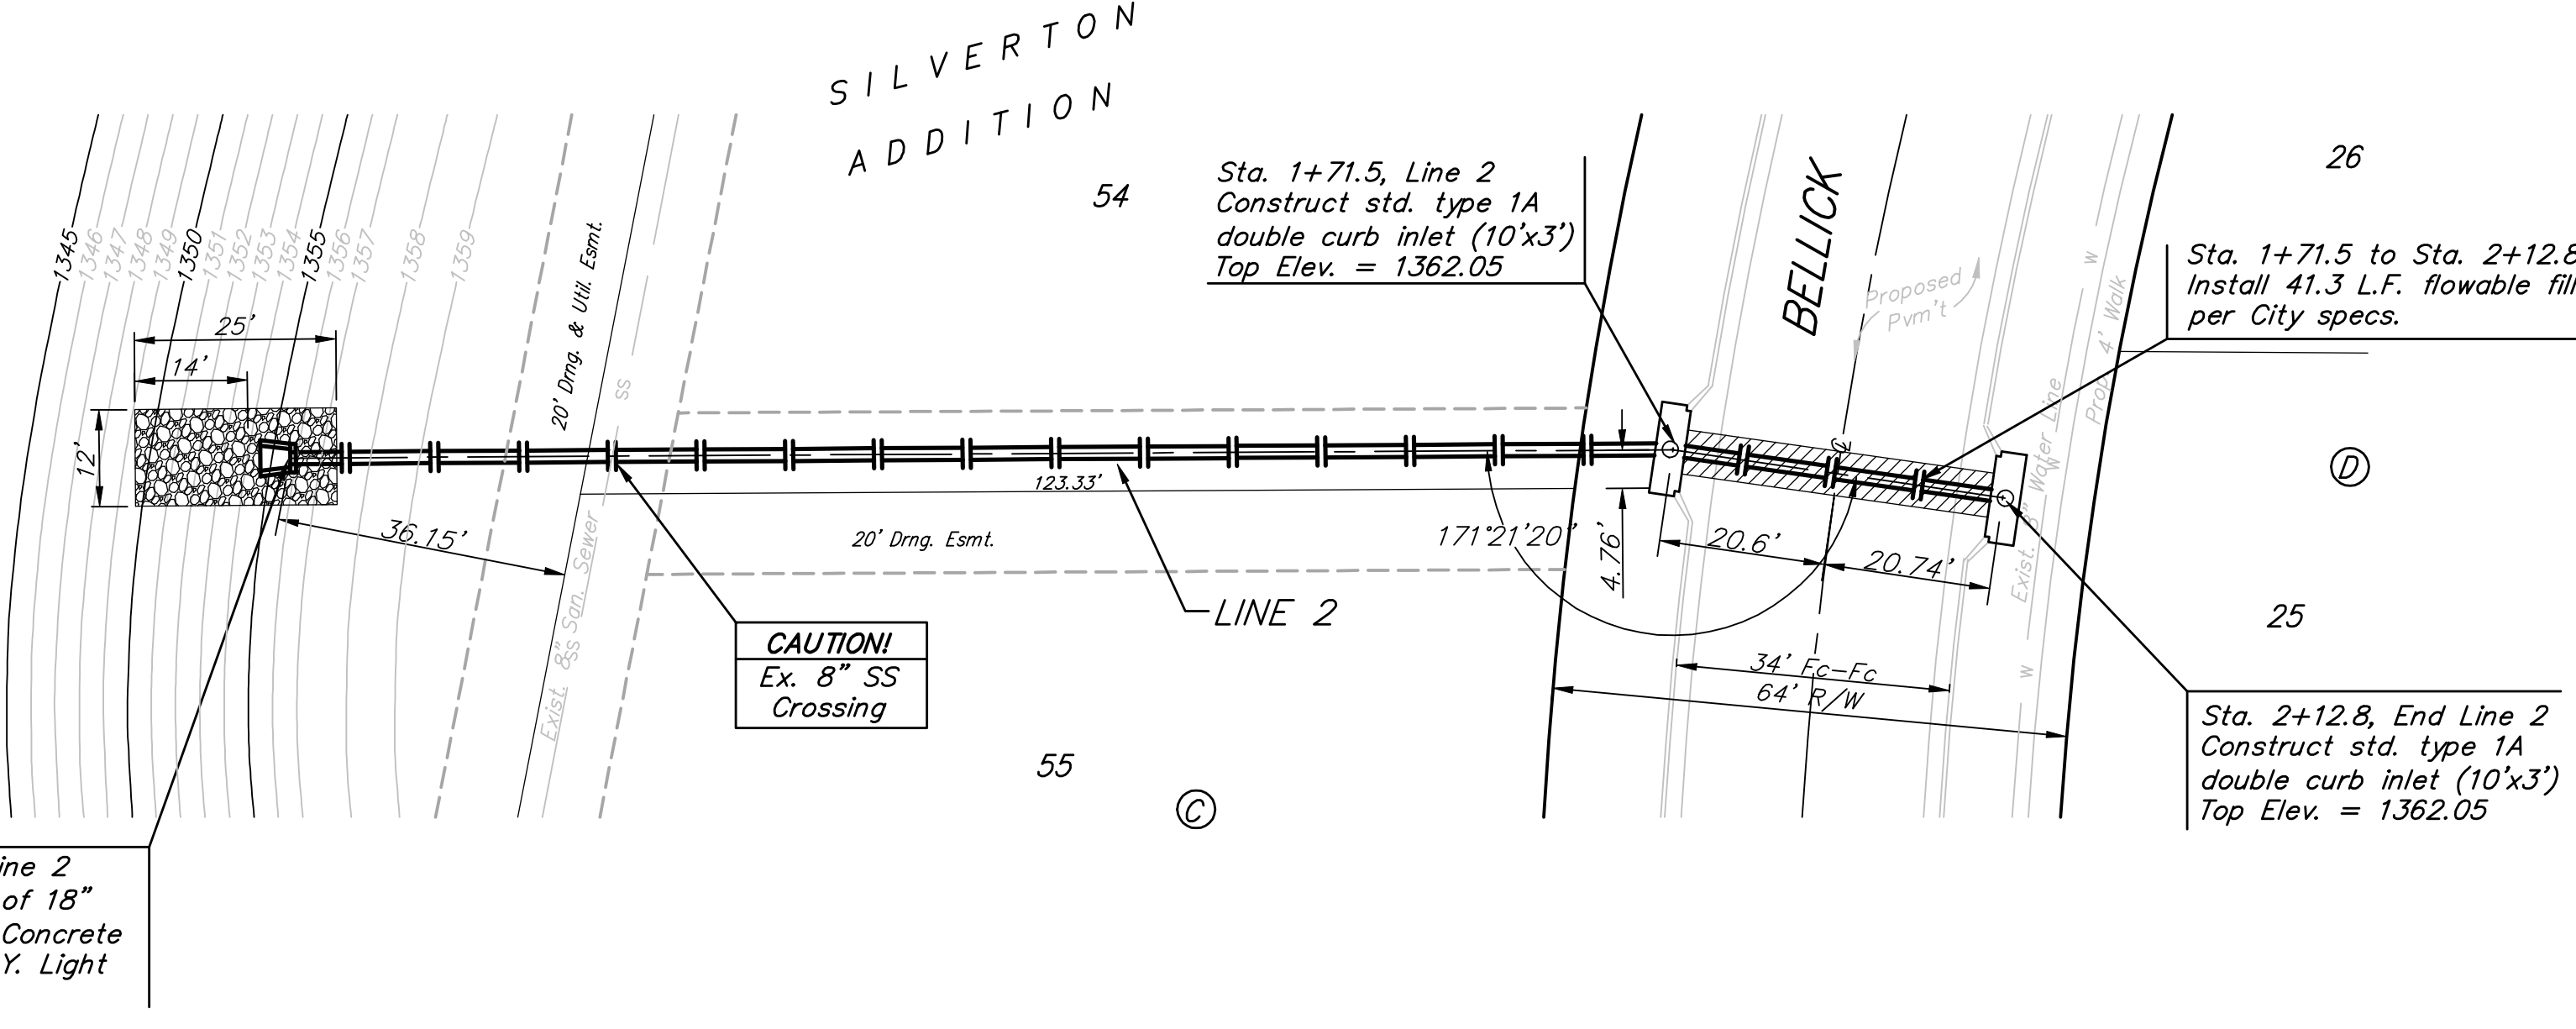 SILVERTON
ADDITION
54
26
1345
1346
1347
1348
1349
1350
1351
1352
1353
1354
1355
1356
1357
1358
1359
20' Drng. & Util. Esmt.
SS
Sta. 1+71.5, Line 2
Construct std. type 1A
double curb inlet (10'x3')
Top Elev. = 1362.05
BELLICK
Proposed
Pvm't
W
Prop. 4' Walk
Sta. 1+71.5 to Sta. 2+12.8
Install 41.3 L.F. flowable fill
per City specs.
25'
14'
12'
36.15'
Exist. 8" San. Sewer
SS
123.33'
20' Drng. Esmt.
LINE 2
171°21'20"
4.76'
20.6'
20.74'
Exist. 8" Water Line
W
W
D
25
CAUTION!
Ex. 8" SS
Crossing
34' Fc-Fc
64' R/W
55
C
Sta. 2+12.8, End Line 2
Construct std. type 1A
double curb inlet (10'x3')
Top Elev. = 1362.05
ine 2
of 18"
Concrete
Y. Light